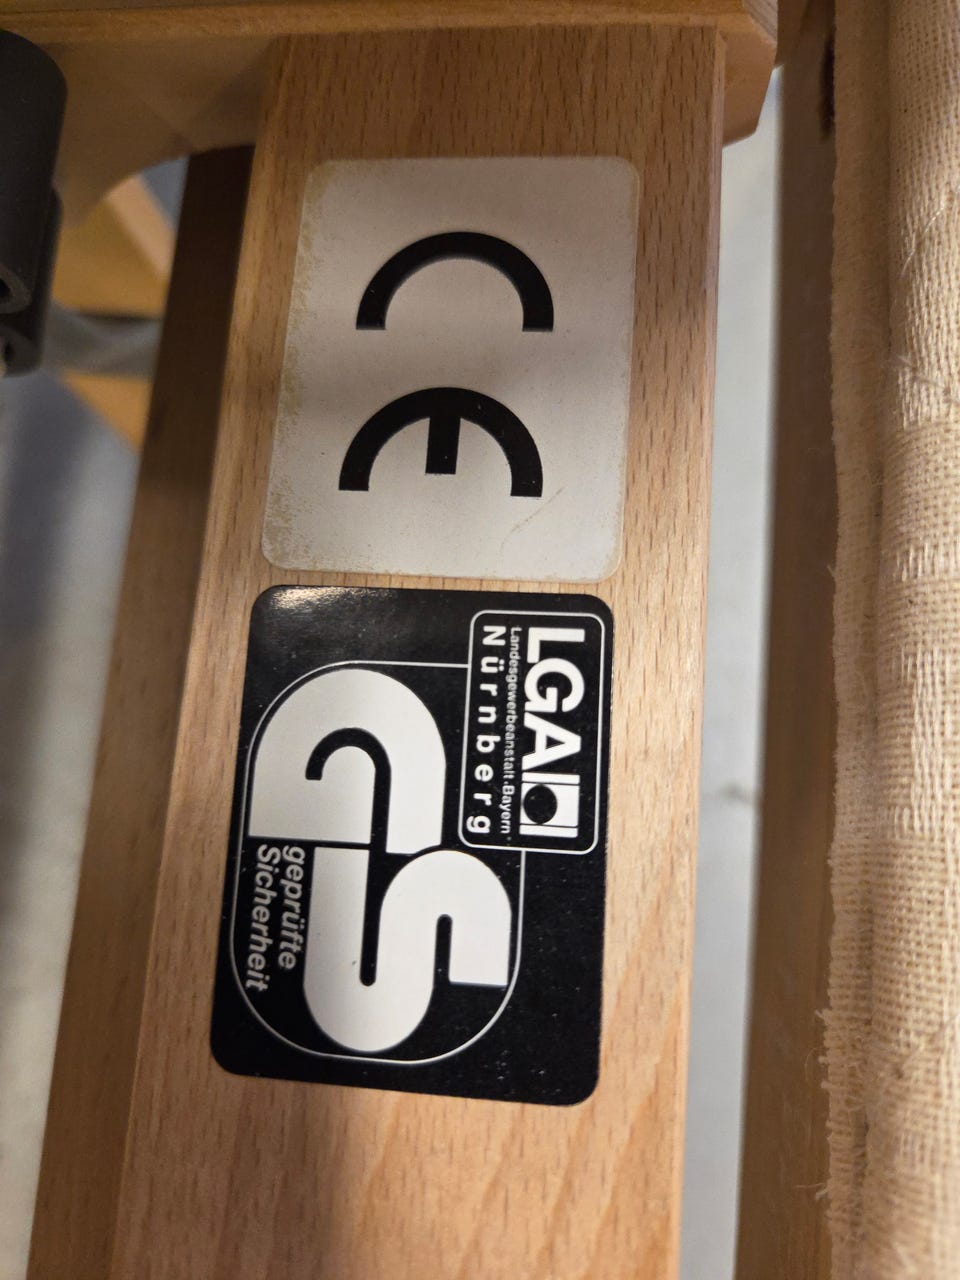 CE
LGA
Landesgewerbeanstalt Bayern
Nürnberg
GS
geprüfte
Sicherheit